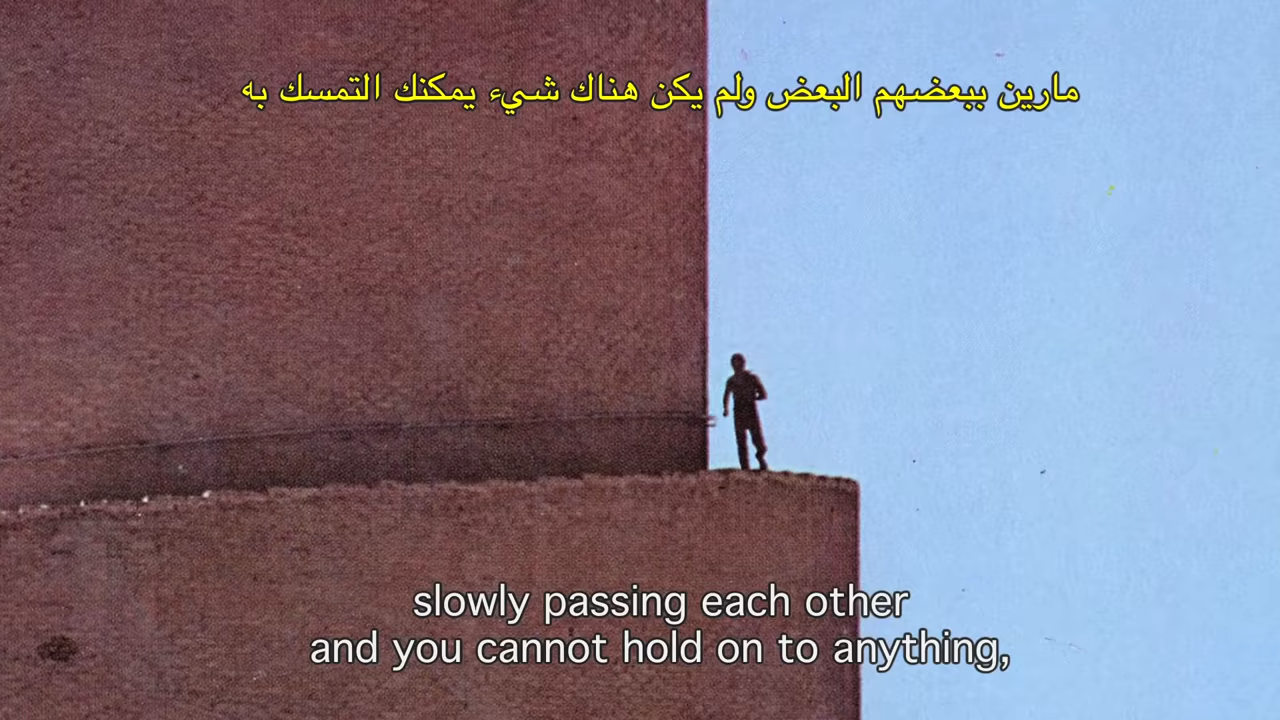 مارين ببعضهم البعض ولم يكن هناك شيء يمكنك التمسك به
slowly passing each other
and you cannot hold on to anything,